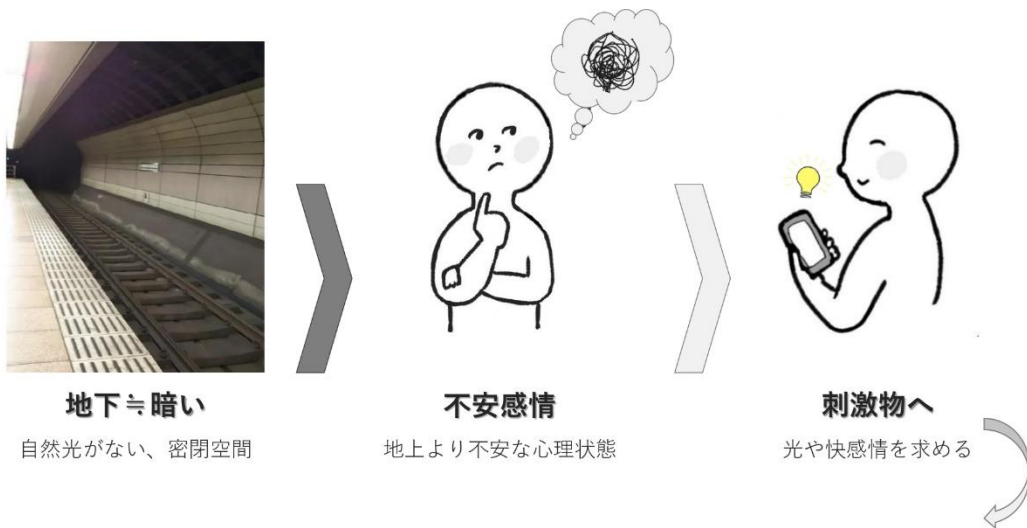 地下≒暗い
自然光がない、密閉空間
不安感情
地上より不安な心理状態
刺激物へ
光や快感情を求める